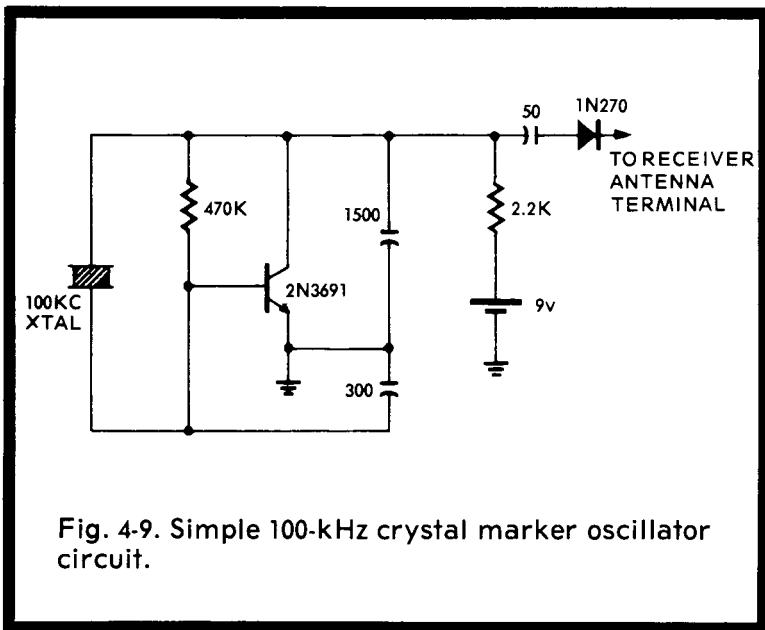 50
1N270
TO RECEIVER
ANTENNA
TERMINAL
470K
1500
2.2K
100KC
XTAL
2N3691
9v
300
Fig. 4-9. Simple 100-kHz crystal marker oscillator
circuit.